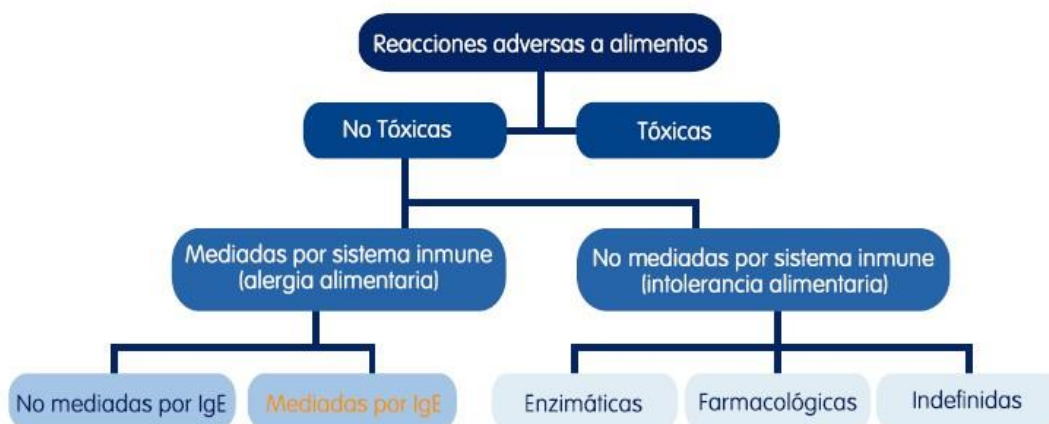 Reacciones adversas a alimentos
No Tóxicas
Tóxicas
Mediadas por sistema inmune
(alergia alimentaria)
No mediadas por sistema inmune
(intolerancia alimentaria)
No mediadas por IgE
Mediadas por IgE
Enzimáticas
Farmacológicas
Indefinidas